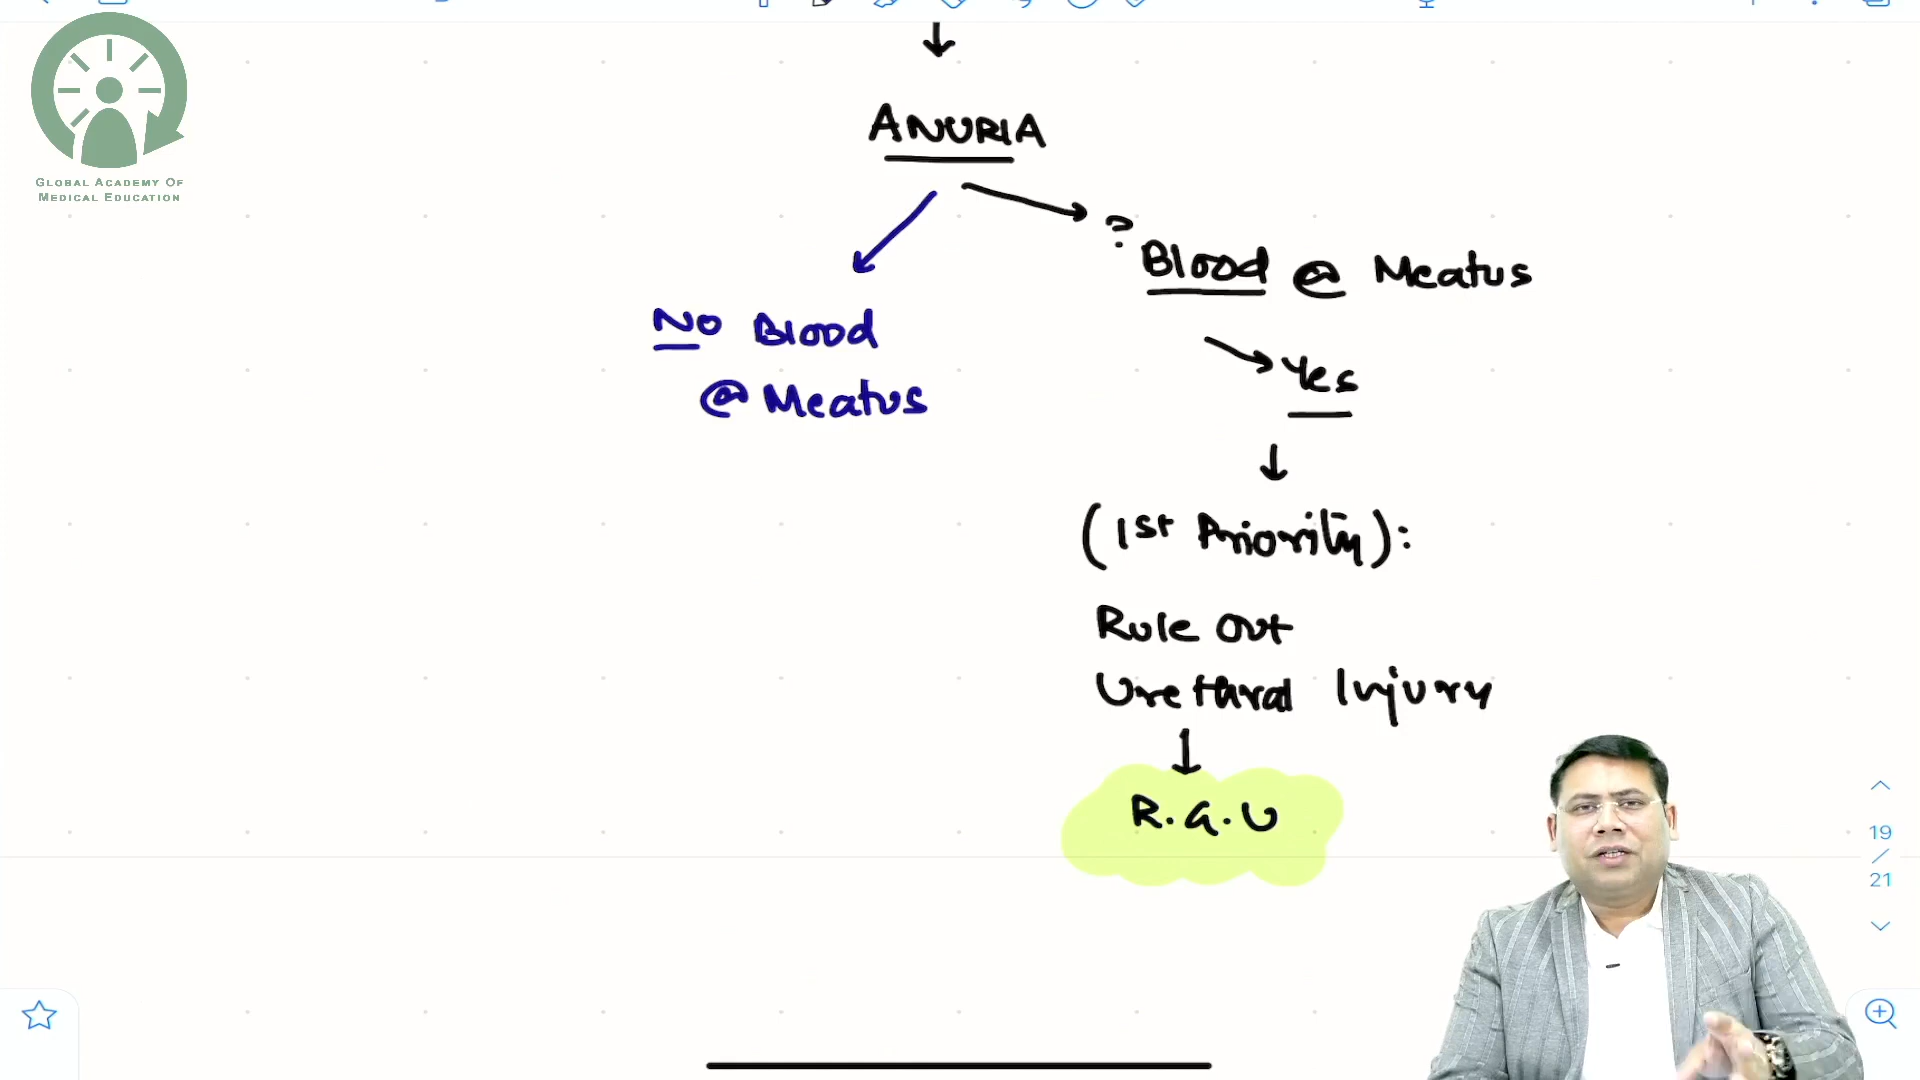 GLOBAL ACADEMY OF
MEDICAL EDUCATION
ANURIA
?
Blood @ Meatus
No Blood
@ Meatus
Yes
(1st Priority):
Rule Out
Urethral Injury
R.G.U
19
/
21